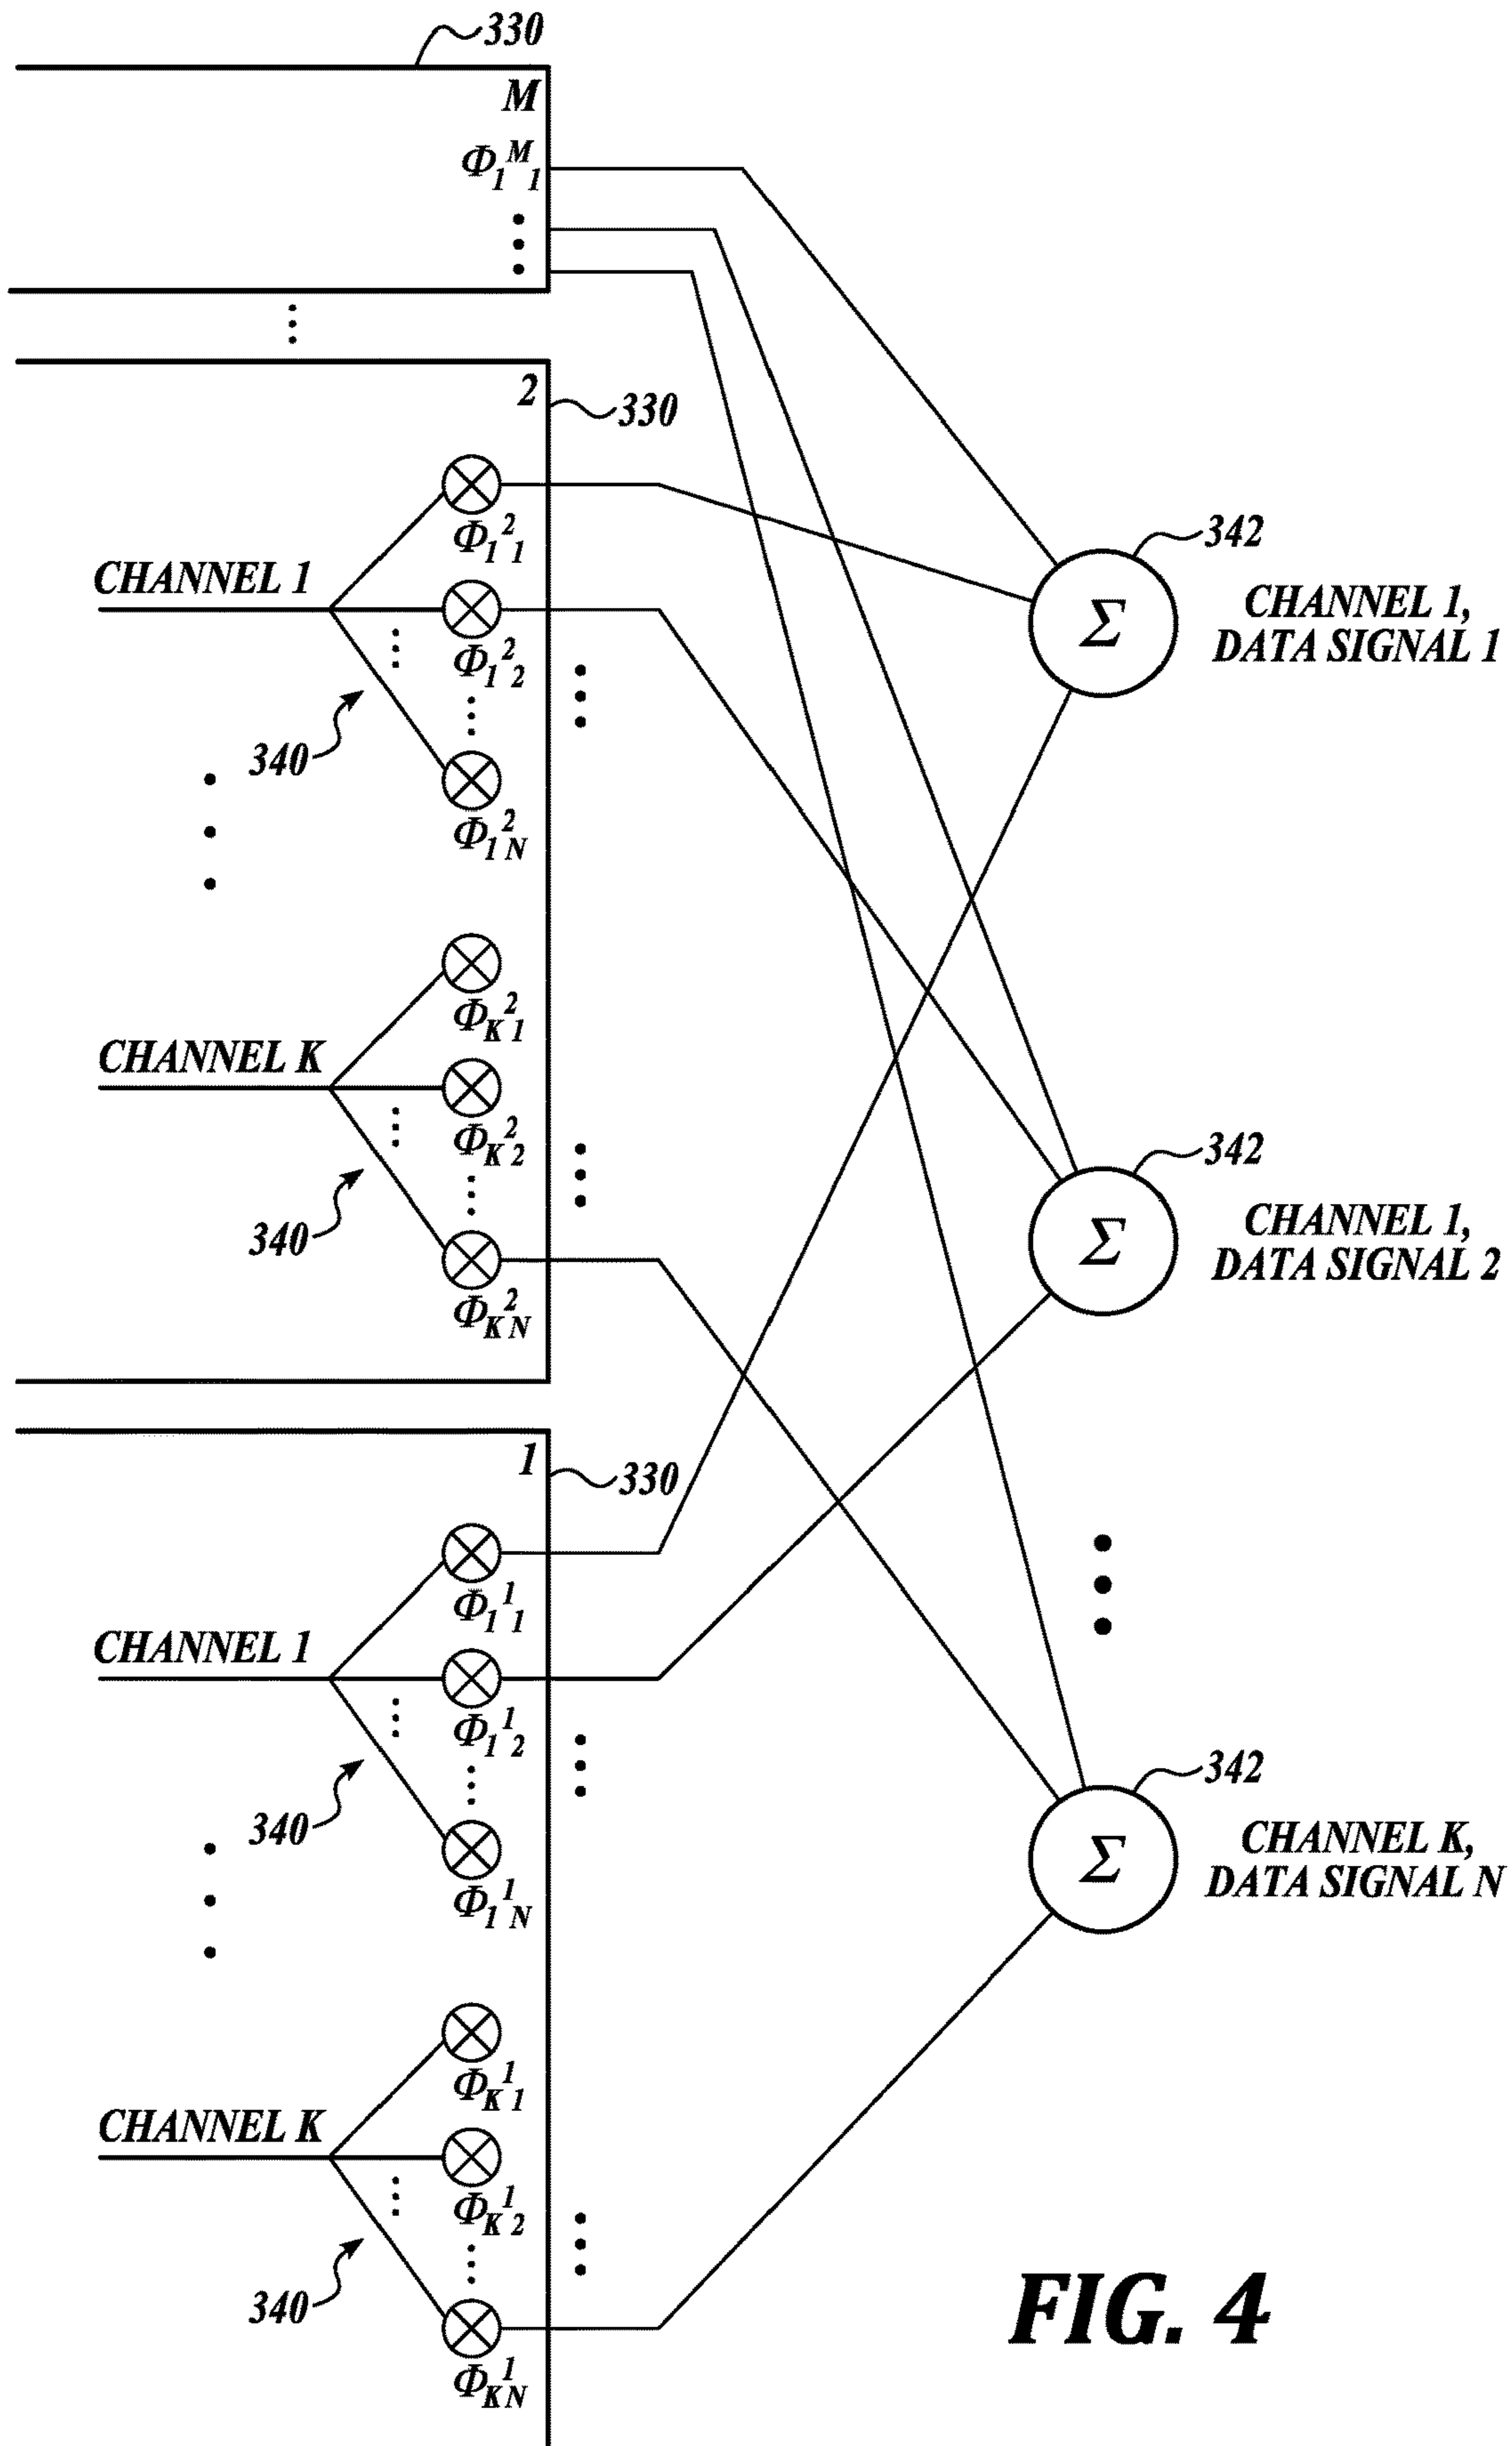 330
M
Φ₁ᴹ₁
2
330
Φ₁²₁
CHANNEL 1
Φ₁²₂
340
Φ₁²N
342
Σ
CHANNEL 1,
DATA SIGNAL 1
ΦK²₁
CHANNEL K
ΦK²₂
340
ΦK²N
342
Σ
CHANNEL 1,
DATA SIGNAL 2
1
330
Φ₁¹₁
CHANNEL 1
Φ₁¹₂
340
Φ₁¹N
342
Σ
CHANNEL K,
DATA SIGNAL N
ΦK¹₁
CHANNEL K
ΦK¹₂
340
ΦK¹N
FIG. 4